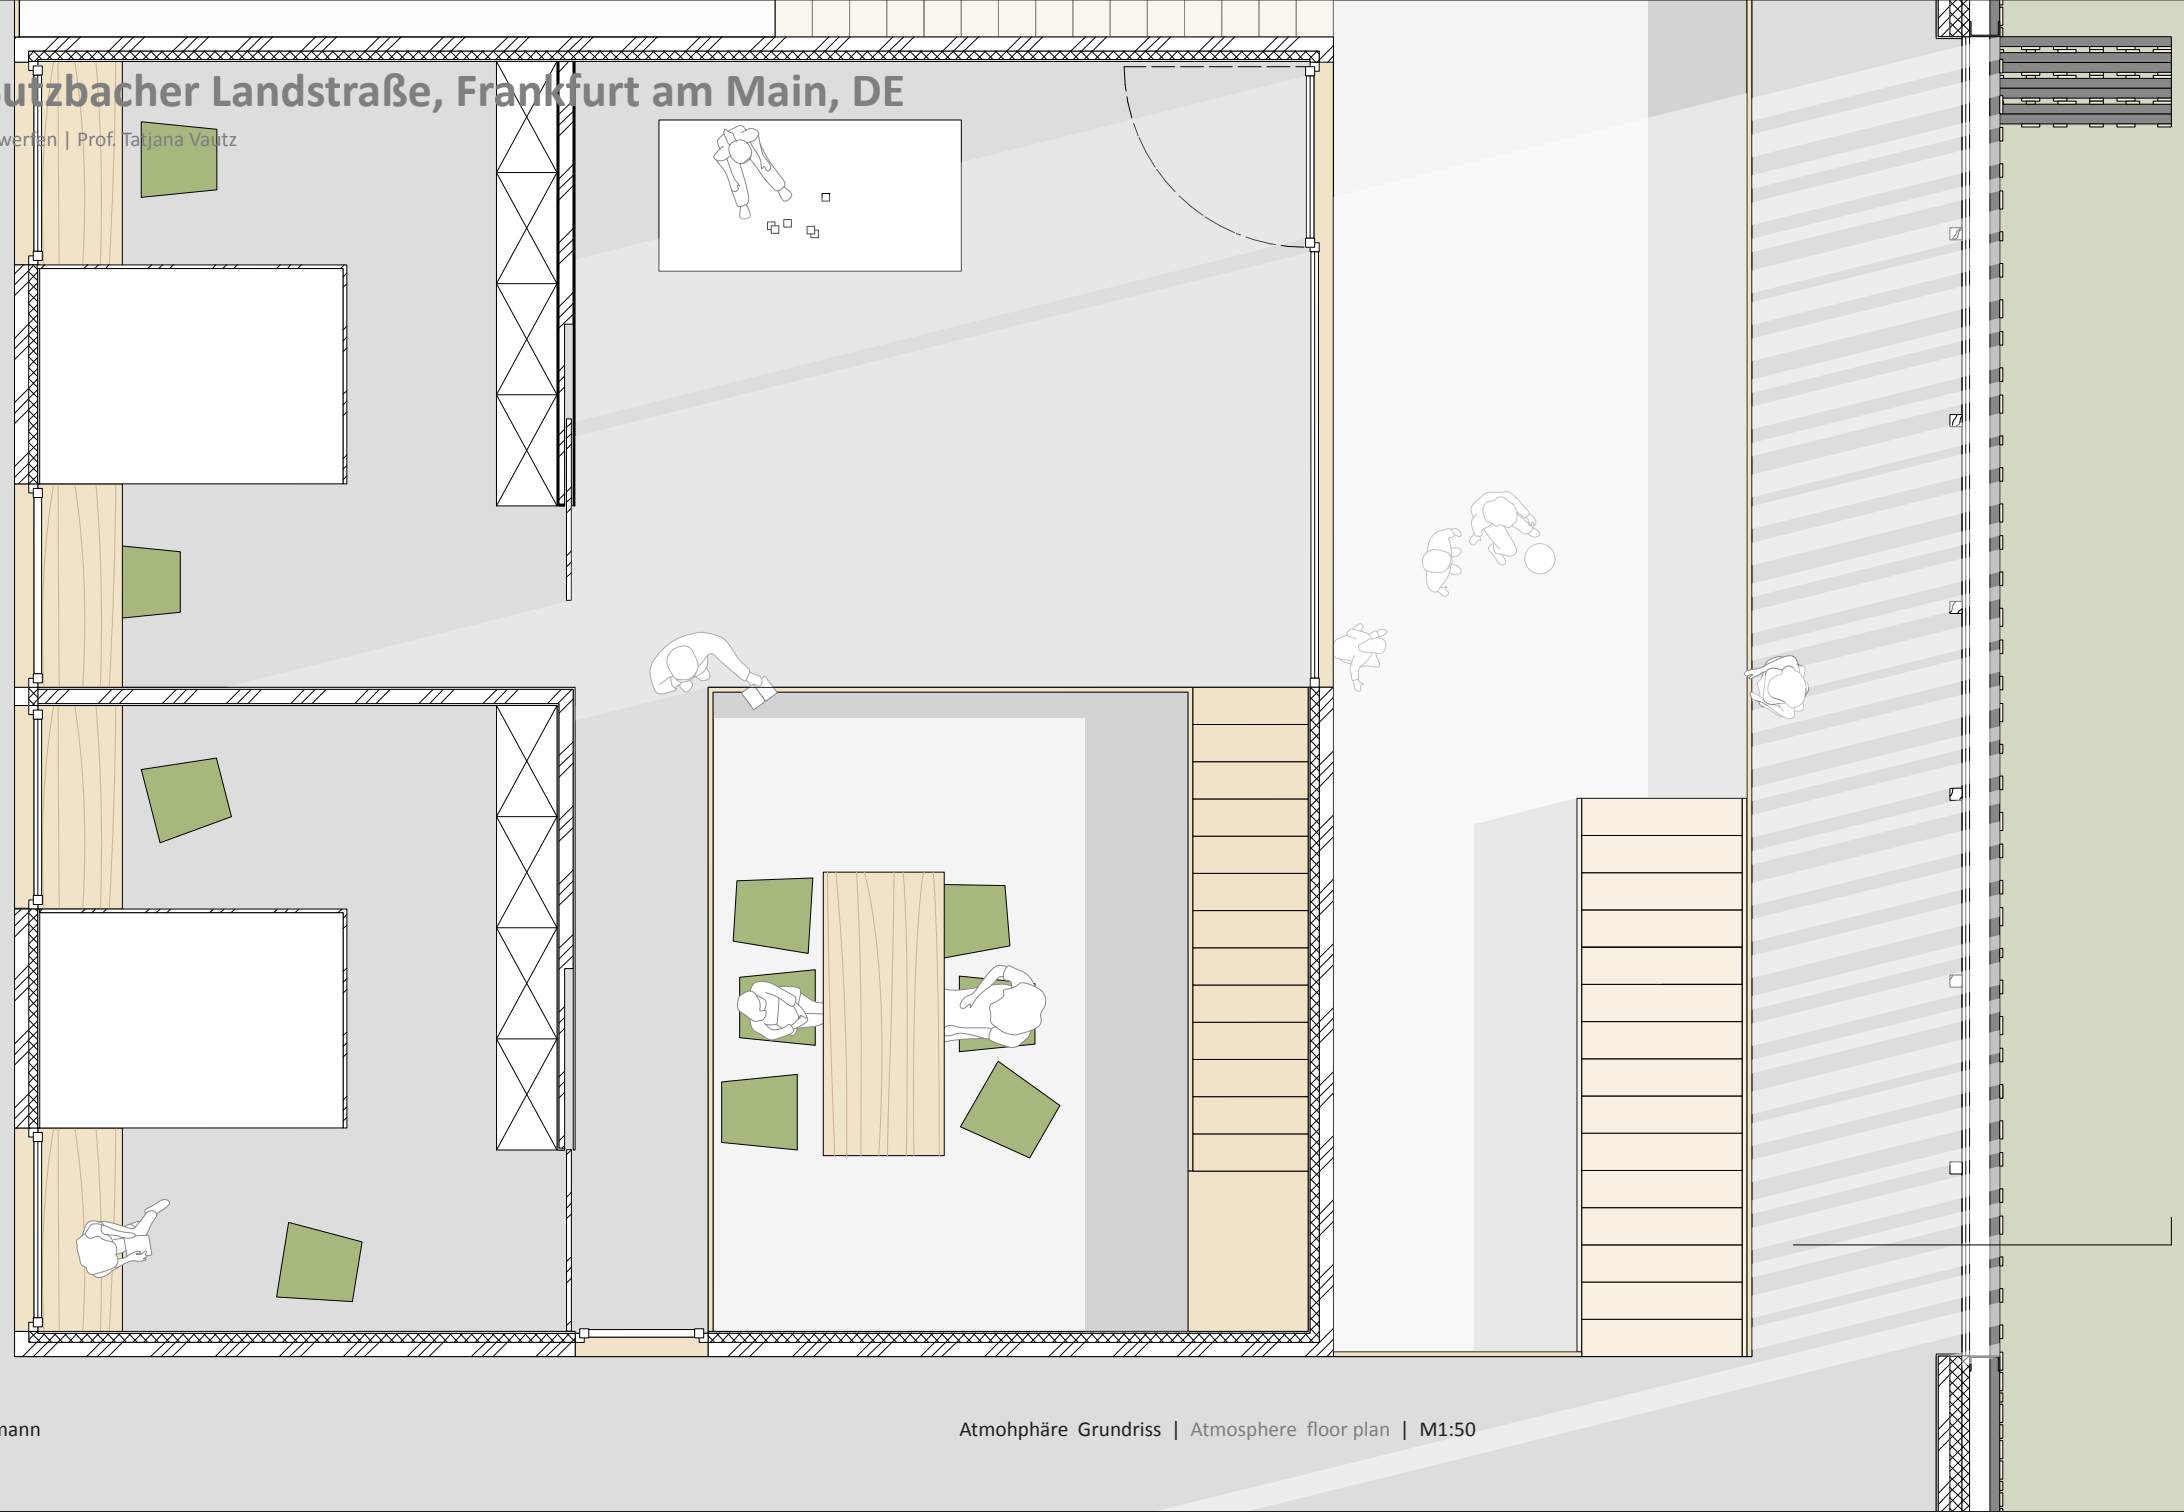 utzbacher Landstraße, Frankfurt am Main, DE
werfen | Prof. Tatjana Vautz
mann
Atmohphäre Grundriss | Atmosphere floor plan | M1:50